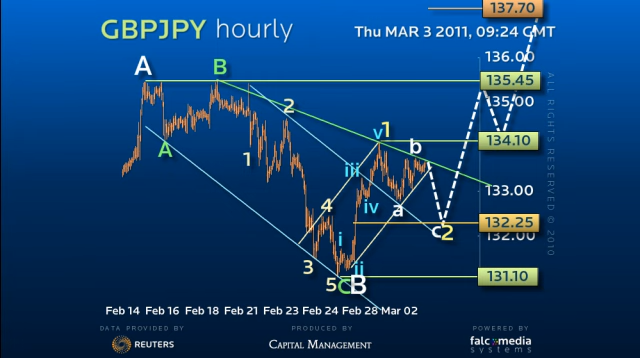 137.70
GBPJPY hourly
Thu MAR 3 2011, 09:24 GMT
136.00
A
B
135.45
135.00
2
v 1
134.10
A
1
b
iii
133.00
4
iv
a
132.25
c 2
132.00
i
3
ii
5 C B
131.10
ALL RIGHTS RESERVED © 2010
Feb 14 Feb 16 Feb 18 Feb 21 Feb 23 Feb 24 Feb 28 Mar 02
DATA PROVIDED BY
PRODUCED BY
POWERED BY
REUTERS
CAPITAL MANAGEMENT
falc media
systems